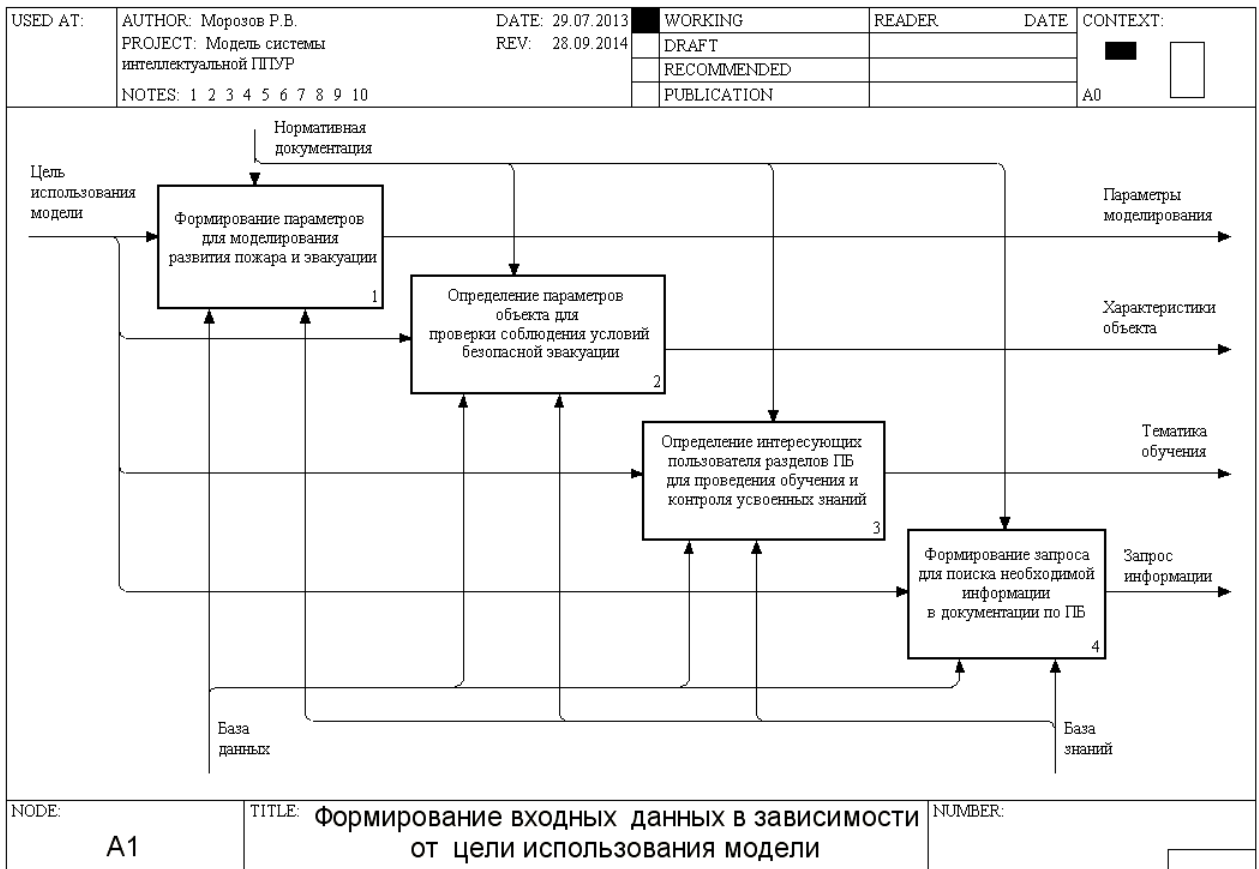 USED AT:
AUTHOR: Морозов Р.В.
DATE: 29.07.2013
PROJECT: Модель системы
REV: 28.09.2014
интеллектуальной ППУР
NOTES: 1 2 3 4 5 6 7 8 9 10
WORKING
DRAFT
RECOMMENDED
PUBLICATION
READER
DATE
CONTEXT:
A0
Нормативная
документация
Цель
использования
модели
Формирование параметров
для моделирования
развития пожара и эвакуации
1
Параметры
моделирования
Определение параметров
объекта для
проверки соблюдения условий
безопасной эвакуации
2
Характеристики
объекта
Определение интересующих
пользователя разделов ПБ
для проведения обучения и
контроля усвоенных знаний
3
Тематика
обучения
Формирование запроса
для поиска необходимой
информации
в документации по ПБ
4
Запрос
информации
База
данных
База
знаний
NODE:
A1
TITLE:
Формирование входных данных в зависимости
от цели использования модели
NUMBER: